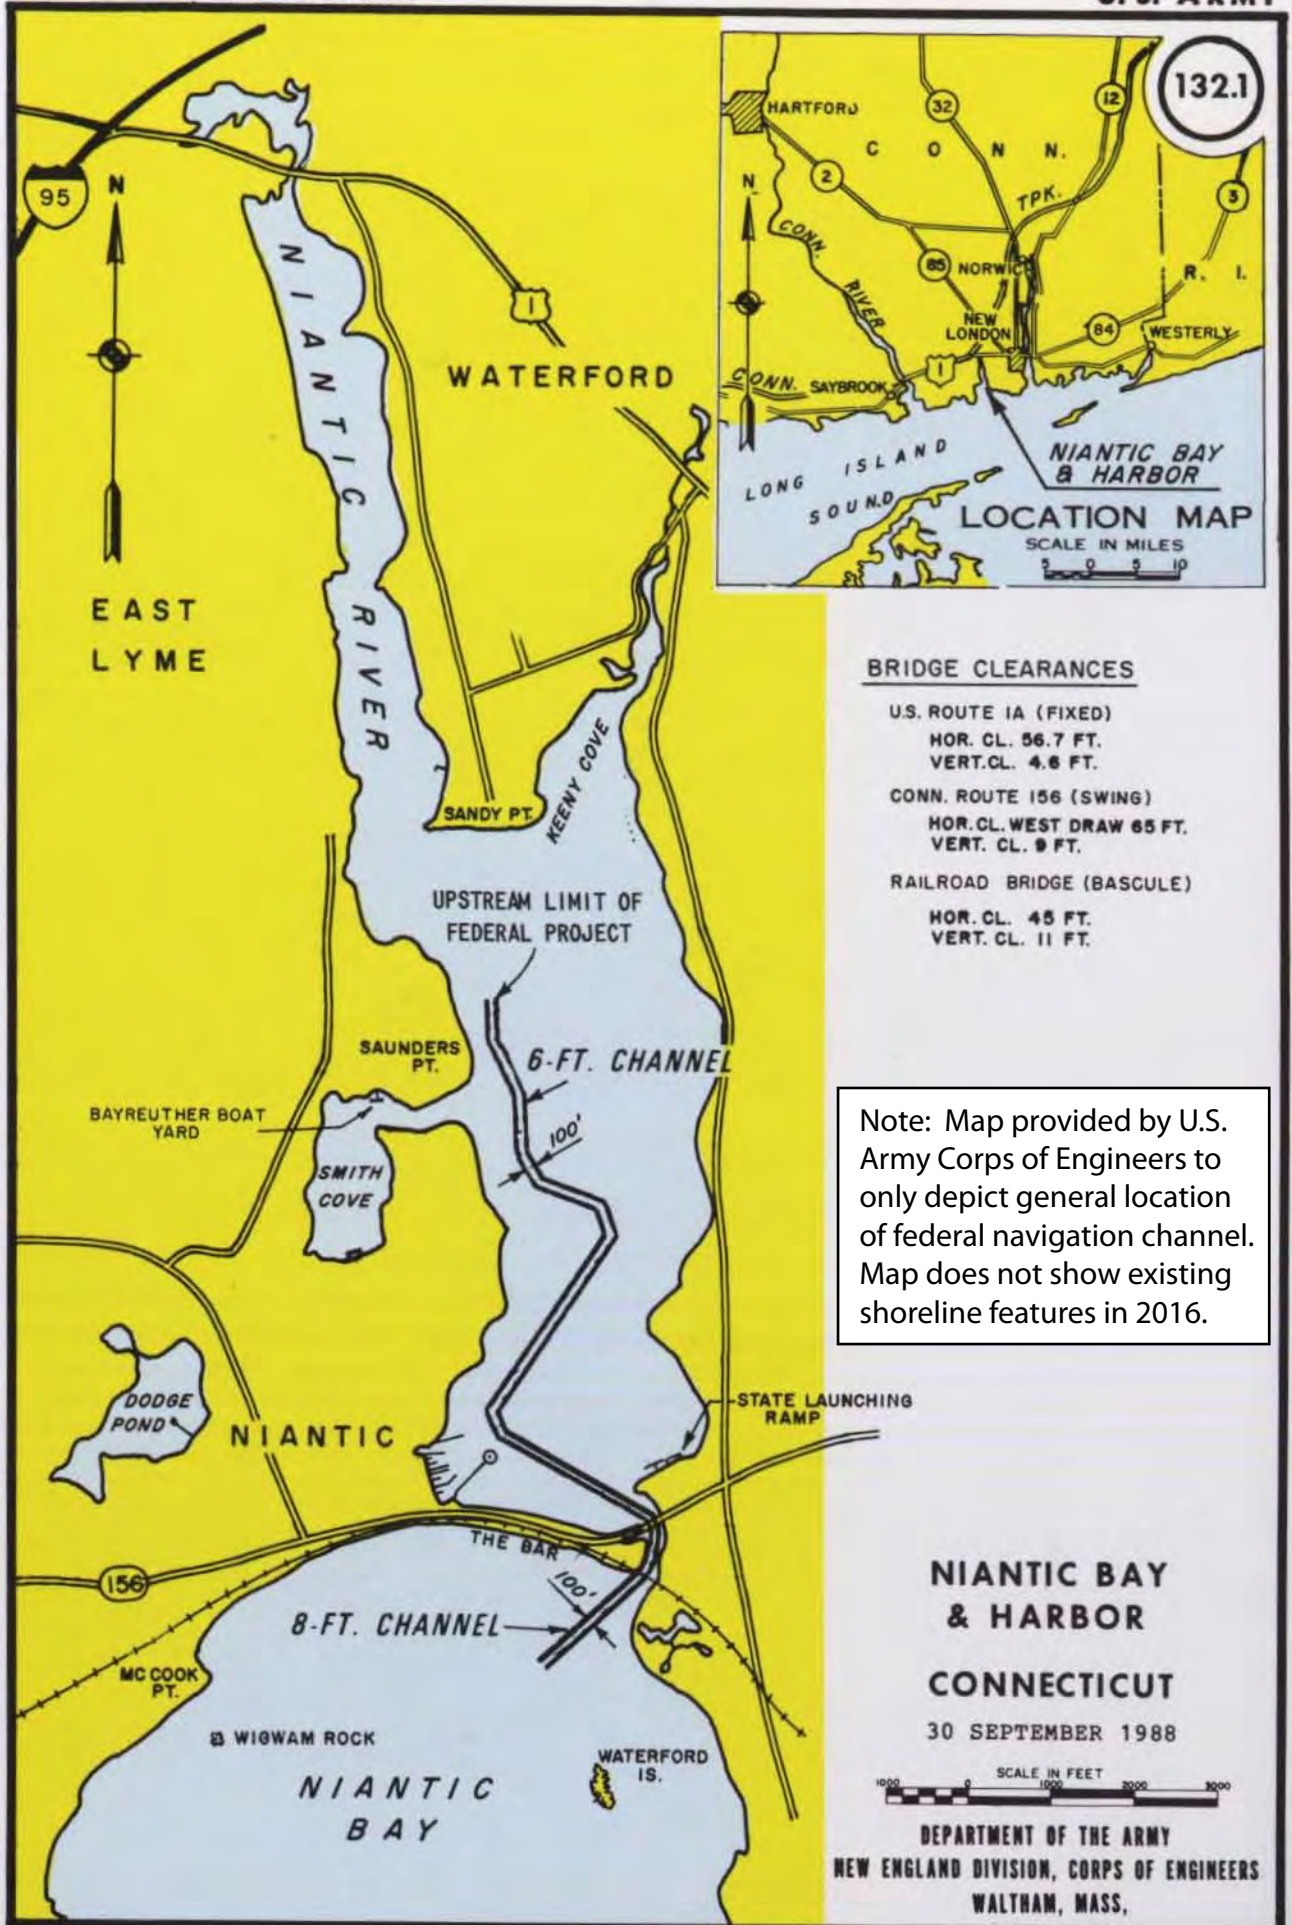 U.S. ARMY
132.1
HARTFORD
32
12
C O N N.
2
3
N
TPK.
CONN.
RIVER
85
NORWICH
R. I.
NEW
LONDON
84
WESTERLY
1
CONN.
SAYBROOK
LONG ISLAND
SOUND
NIANTIC BAY
& HARBOR
LOCATION MAP
SCALE IN MILES
5 0 5 10
95
N
1
NIANTIC
RIVER
WATERFORD
EAST
LYME
BRIDGE CLEARANCES
U.S. ROUTE 1A (FIXED)
HOR. CL. 56.7 FT.
VERT.CL. 4.6 FT.
CONN. ROUTE 156 (SWING)
HOR.CL. WEST DRAW 65 FT.
VERT. CL. 9 FT.
RAILROAD BRIDGE (BASCULE)
HOR. CL. 45 FT.
VERT. CL. 11 FT.
SANDY PT.
KEENY COVE
UPSTREAM LIMIT OF
FEDERAL PROJECT
SAUNDERS
PT.
6-FT. CHANNEL
100'
BAYREUTHER BOAT
YARD
SMITH
COVE
Note: Map provided by U.S.
Army Corps of Engineers to
only depict general location
of federal navigation channel.
Map does not show existing
shoreline features in 2016.
DODGE
POND
NIANTIC
STATE LAUNCHING
RAMP
THE BAR
156
100'
8-FT. CHANNEL
MC COOK
PT.
WIGWAM ROCK
WATERFORD
IS.
NIANTIC
BAY
NIANTIC BAY
& HARBOR
CONNECTICUT
30 SEPTEMBER 1988
SCALE IN FEET
1000 0 1000 2000 3000
DEPARTMENT OF THE ARMY
NEW ENGLAND DIVISION, CORPS OF ENGINEERS
WALTHAM, MASS.